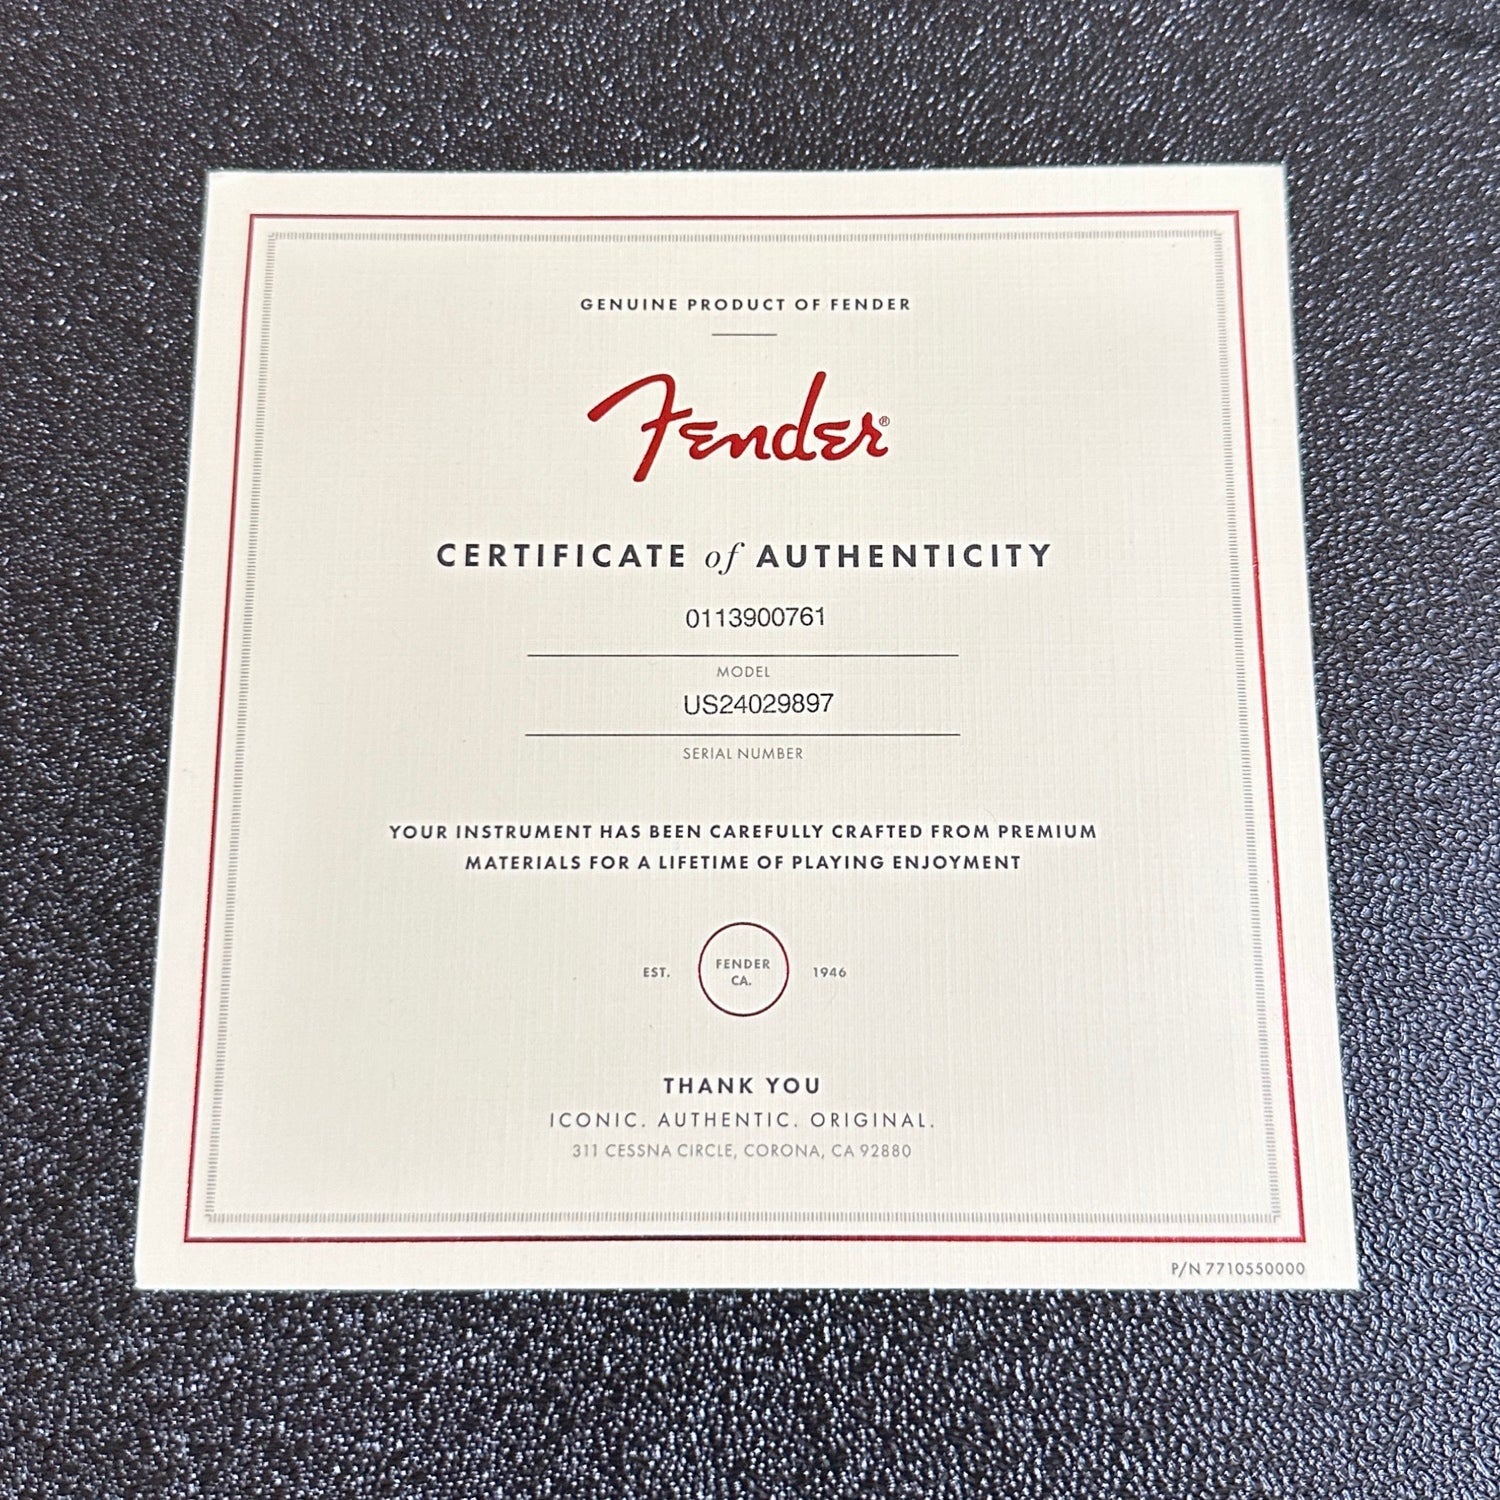 GENUINE PRODUCT OF FENDER
Fender®
CERTIFICATE of AUTHENTICITY
0113900761
MODEL
US24029897
SERIAL NUMBER
YOUR INSTRUMENT HAS BEEN CAREFULLY CRAFTED FROM PREMIUM
MATERIALS FOR A LIFETIME OF PLAYING ENJOYMENT
EST. FENDER CA. 1946
THANK YOU
ICONIC. AUTHENTIC. ORIGINAL.
311 CESSNA CIRCLE, CORONA, CA 92880
P/N 7710550000